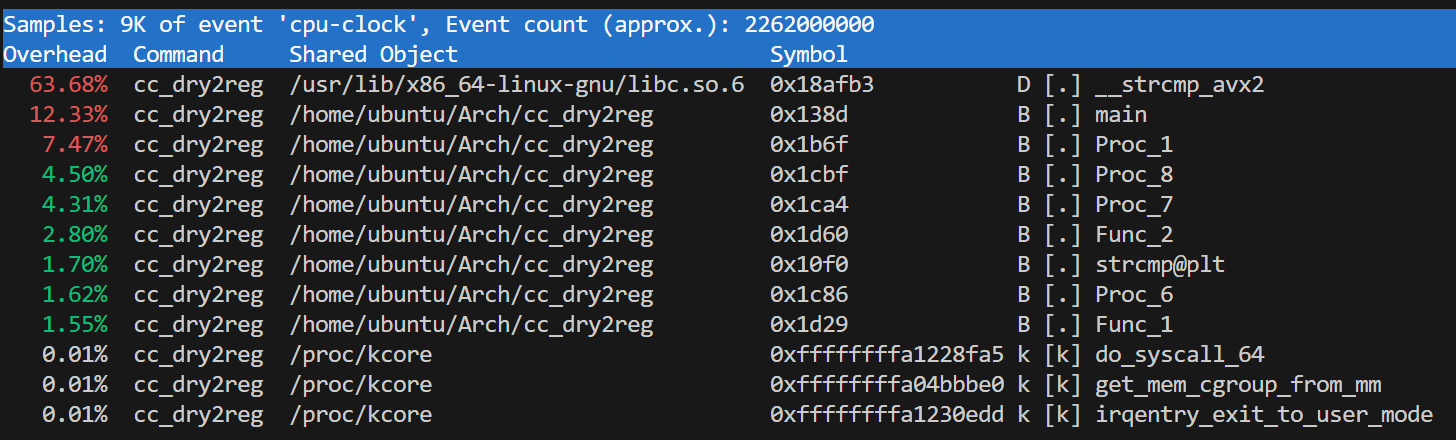 Samples: 9K of event 'cpu-clock', Event count (approx.): 2262000000
Overhead  Command    Shared Object                       Symbol
63.68%  cc_dry2reg  /usr/lib/x86_64-linux-gnu/libc.so.6  0x18afb3           D [.] __strcmp_avx2
12.33%  cc_dry2reg  /home/ubuntu/Arch/cc_dry2reg         0x138d             B [.] main
7.47%  cc_dry2reg  /home/ubuntu/Arch/cc_dry2reg         0x1b6f             B [.] Proc_1
4.50%  cc_dry2reg  /home/ubuntu/Arch/cc_dry2reg         0x1cbf             B [.] Proc_8
4.31%  cc_dry2reg  /home/ubuntu/Arch/cc_dry2reg         0x1ca4             B [.] Proc_7
2.80%  cc_dry2reg  /home/ubuntu/Arch/cc_dry2reg         0x1d60             B [.] Func_2
1.70%  cc_dry2reg  /home/ubuntu/Arch/cc_dry2reg         0x10f0             B [.] strcmp@plt
1.62%  cc_dry2reg  /home/ubuntu/Arch/cc_dry2reg         0x1c86             B [.] Proc_6
1.55%  cc_dry2reg  /home/ubuntu/Arch/cc_dry2reg         0x1d29             B [.] Func_1
0.01%  cc_dry2reg  /proc/kcore                          0xffffffffa1228fa5 k [k] do_syscall_64
0.01%  cc_dry2reg  /proc/kcore                          0xffffffffa04bbbe0 k [k] get_mem_cgroup_from_mm
0.01%  cc_dry2reg  /proc/kcore                          0xffffffffa1230edd k [k] irqentry_exit_to_user_mode